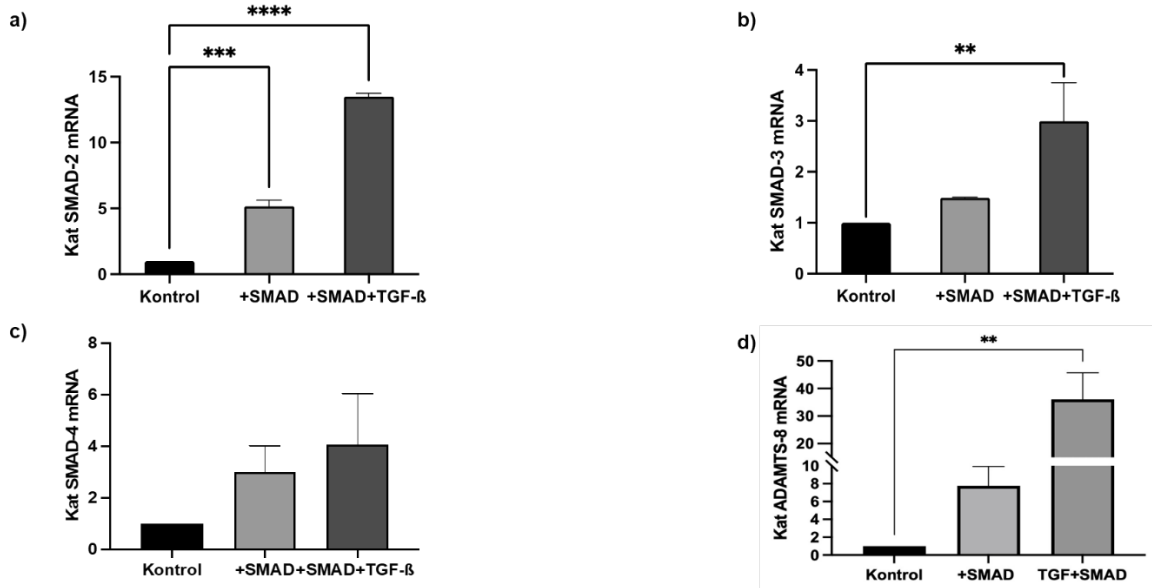 a)
****
***
Kat SMAD-2 mRNA
15
10
5
0
Kontrol
+SMAD
+SMAD+TGF-ß
b)
**
Kat SMAD-3 mRNA
4
3
2
1
0
Kontrol
+SMAD
+SMAD+TGF-ß
c)
Kat SMAD-4 mRNA
8
6
4
2
0
Kontrol
+SMAD
+SMAD+TGF-ß
d)
**
Kat ADAMTS-8 mRNA
50
40
30
20
10
8
6
4
2
0
Kontrol
+SMAD
TGF+SMAD